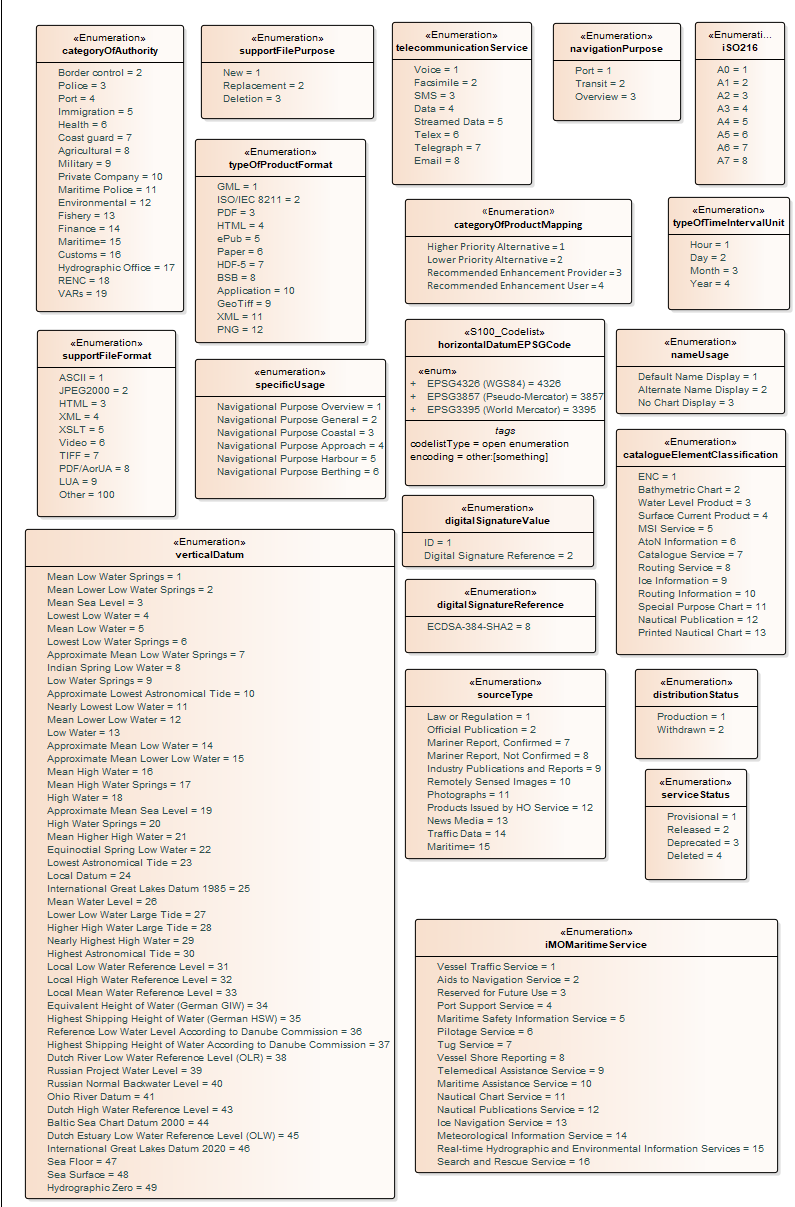 «Enumeration»
categoryOfAuthority
Border control = 2
Police = 3
Port = 4
Immigration = 5
Health = 6
Coast guard = 7
Agricultural = 8
Military = 9
Private Company = 10
Maritime Police = 11
Environmental = 12
Fishery = 13
Finance = 14
Maritime= 15
Customs = 16
Hydrographic Office = 17
RENC = 18
VARs = 19
«Enumeration»
supportFilePurpose
New = 1
Replacement = 2
Deletion = 3
«Enumeration»
telecommunicationService
Voice = 1
Facsimile = 2
SMS = 3
Data = 4
Streamed Data = 5
Telex = 6
Telegraph = 7
Email = 8
«Enumeration»
navigationPurpose
Port = 1
Transit = 2
Overview = 3
«Enumerati...
iSO216
A0 = 1
A1 = 2
A2 = 3
A3 = 4
A4 = 5
A5 = 6
A6 = 7
A7 = 8
«Enumeration»
typeOfProductFormat
GML = 1
ISO/IEC 8211 = 2
PDF = 3
HTML = 4
ePub = 5
Paper = 6
HDF-5 = 7
BSB = 8
Application = 10
GeoTiff = 9
XML = 11
PNG = 12
«Enumeration»
categoryOfProductMapping
Higher Priority Alternative = 1
Lower Priority Alternative = 2
Recommended Enhancement Provider = 3
Recommended Enhancement User = 4
«Enumeration»
typeOfTimeIntervalUnit
Hour = 1
Day = 2
Month = 3
Year = 4
«Enumeration»
supportFileFormat
ASCII = 1
JPEG2000 = 2
HTML = 3
XML = 4
XSLT = 5
Video = 6
TIFF = 7
PDF/AorUA = 8
LUA = 9
Other = 100
«enumeration»
specificUsage
Navigational Purpose Overview = 1
Navigational Purpose General = 2
Navigational Purpose Coastal = 3
Navigational Purpose Approach = 4
Navigational Purpose Harbour = 5
Navigational Purpose Berthing = 6
«S100_Codelist»
horizontalDatumEPSGCode
«enum»
+ EPSG4326 (WGS84) = 4326
+ EPSG3857 (Pseudo-Mercator) = 3857
+ EPSG3395 (World Mercator) = 3395
tags
codelistType = open enumeration
encoding = other:[something]
«Enumeration»
nameUsage
Default Name Display = 1
Alternate Name Display = 2
No Chart Display = 3
«Enumeration»
catalogueElementClassification
ENC = 1
Bathymetric Chart = 2
Water Level Product = 3
Surface Current Product = 4
MSI Service = 5
AtoN Information = 6
Catalogue Service = 7
Routing Service = 8
Ice Information = 9
Routing Information = 10
Special Purpose Chart = 11
Nautical Publication = 12
Printed Nautical Chart = 13
«Enumeration»
digitalSignatureValue
ID = 1
Digital Signature Reference = 2
«Enumeration»
digitalSignatureReference
ECDSA-384-SHA2 = 8
«Enumeration»
verticalDatum
Mean Low Water Springs = 1
Mean Lower Low Water Springs = 2
Mean Sea Level = 3
Lowest Low Water = 4
Mean Low Water = 5
Lowest Low Water Springs = 6
Approximate Mean Low Water Springs = 7
Indian Spring Low Water = 8
Low Water Springs = 9
Approximate Lowest Astronomical Tide = 10
Nearly Lowest Low Water = 11
Mean Lower Low Water = 12
Low Water = 13
Approximate Mean Low Water = 14
Approximate Mean Lower Low Water = 15
Mean High Water = 16
Mean High Water Springs = 17
High Water = 18
Approximate Mean Sea Level = 19
High Water Springs = 20
Mean Higher High Water = 21
Equinoctial Spring Low Water = 22
Lowest Astronomical Tide = 23
Local Datum = 24
International Great Lakes Datum 1985 = 25
Mean Water Level = 26
Lower Low Water Large Tide = 27
Higher High Water Large Tide = 28
Nearly Highest High Water = 29
Highest Astronomical Tide = 30
Local Low Water Reference Level = 31
Local High Water Reference Level = 32
Local Mean Water Reference Level = 33
Equivalent Height of Water (German GIW) = 34
Highest Shipping Height of Water (German HSW) = 35
Reference Low Water Level According to Danube Commission = 36
Highest Shipping Height of Water According to Danube Commission = 37
Dutch River Low Water Reference Level (OLR) = 38
Russian Project Water Level = 39
Russian Normal Backwater Level = 40
Ohio River Datum = 41
Dutch High Water Reference Level = 43
Baltic Sea Chart Datum 2000 = 44
Dutch Estuary Low Water Reference Level (OLW) = 45
International Great Lakes Datum 2020 = 46
Sea Floor = 47
Sea Surface = 48
Hydrographic Zero = 49
«Enumeration»
sourceType
Law or Regulation = 1
Official Publication = 2
Mariner Report, Confirmed = 7
Mariner Report, Not Confirmed = 8
Industry Publications and Reports = 9
Remotely Sensed Images = 10
Photographs = 11
Products Issued by HO Service = 12
News Media = 13
Traffic Data = 14
Maritime= 15
«Enumeration»
distributionStatus
Production = 1
Withdrawn = 2
«Enumeration»
serviceStatus
Provisional = 1
Released = 2
Deprecated = 3
Deleted = 4
«Enumeration»
iMOMaritimeService
Vessel Traffic Service = 1
Aids to Navigation Service = 2
Reserved for Future Use = 3
Port Support Service = 4
Maritime Safety Information Service = 5
Pilotage Service = 6
Tug Service = 7
Vessel Shore Reporting = 8
Telemedical Assistance Service = 9
Maritime Assistance Service = 10
Nautical Chart Service = 11
Nautical Publications Service = 12
Ice Navigation Service = 13
Meteorological Information Service = 14
Real-time Hydrographic and Environmental Information Services = 15
Search and Rescue Service = 16